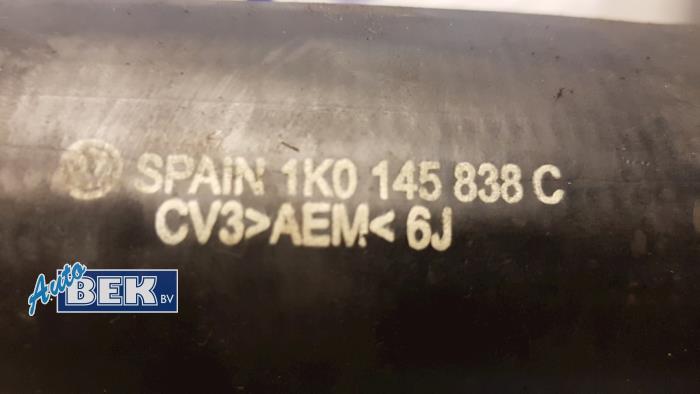 SPAIN 1K0 145 838 C
CV3>AEM< 6J
Auto
BEK BV